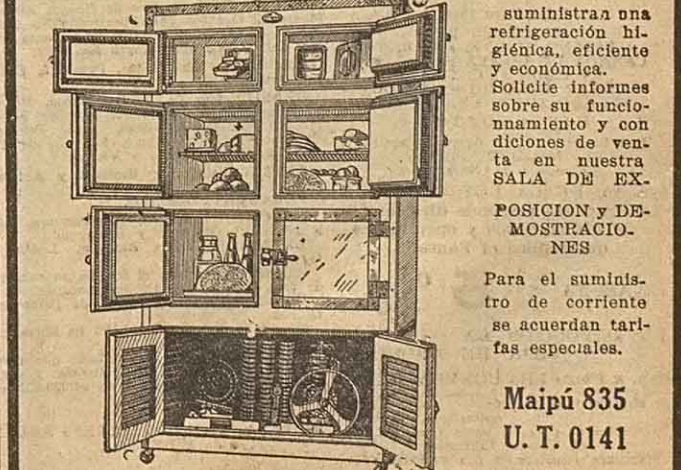 suministran una
refrigeración hi-
giénica, eficiente
y económica.
Solicite informes
sobre su funcio-
nnamiento y con
diciones de ven-
ta en nuestra
SALA DE EX-
POSICION y DE-
MOSTRACIO-
NES
Para el suminis-
tro de corriente
se acuerdan tari-
fas especiales.
Maipú 835
U. T. 0141